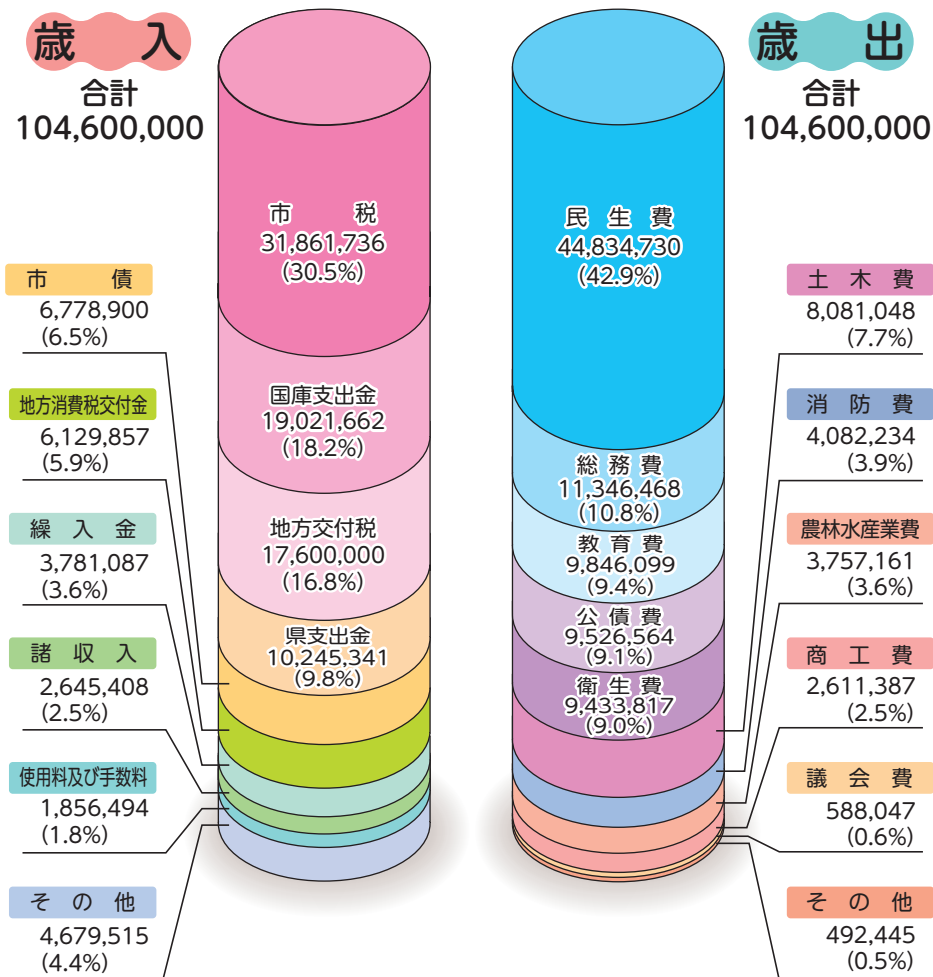 歳入
合計
104,600,000
市税
31,861,736
(30.5%)
国庫支出金
19,021,662
(18.2%)
地方交付税
17,600,000
(16.8%)
県支出金
10,245,341
(9.8%)
市債
6,778,900
(6.5%)
地方消費税交付金
6,129,857
(5.9%)
繰入金
3,781,087
(3.6%)
諸収入
2,645,408
(2.5%)
使用料及び手数料
1,856,494
(1.8%)
その他
4,679,515
(4.4%)
歳出
合計
104,600,000
民生費
44,834,730
(42.9%)
総務費
11,346,468
(10.8%)
教育費
9,846,099
(9.4%)
公債費
9,526,564
(9.1%)
衛生費
9,433,817
(9.0%)
土木費
8,081,048
(7.7%)
消防費
4,082,234
(3.9%)
農林水産業費
3,757,161
(3.6%)
商工費
2,611,387
(2.5%)
議会費
588,047
(0.6%)
その他
492,445
(0.5%)